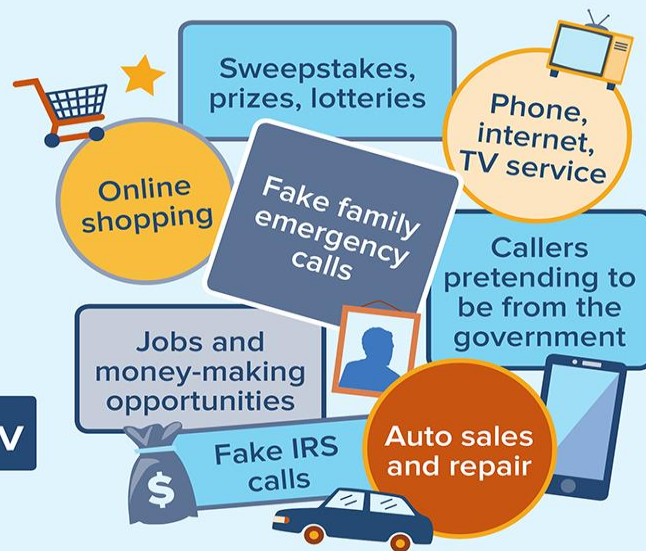 Sweepstakes,
prizes, lotteries
Phone,
internet,
TV service
Online
shopping
Fake family
emergency
calls
Callers
pretending to
be from the
government
Jobs and
money-making
opportunities
V
Fake IRS
calls
$
Auto sales
and repair